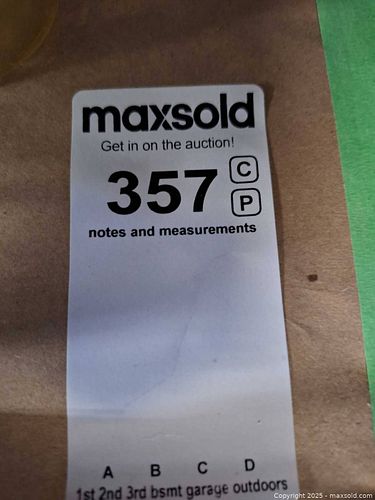 maxsold
Get in on the auction!
357 C
P
notes and measurements
A B C D
1st 2nd 3rd bsmt garage outdoors
Copyright 2025 - maxsold.com